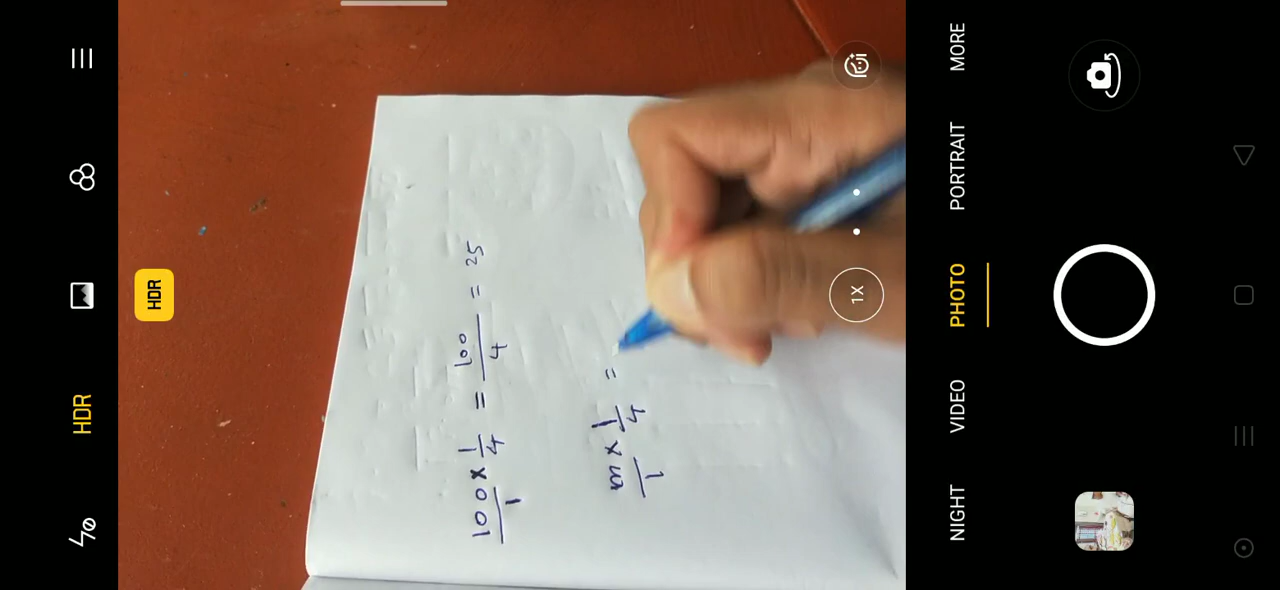 100/1 × 1/4 = 100/4 = 25
m/1 × 1/4 =
HDR
HDR
1X
NIGHT
VIDEO
PHOTO
PORTRAIT
MORE